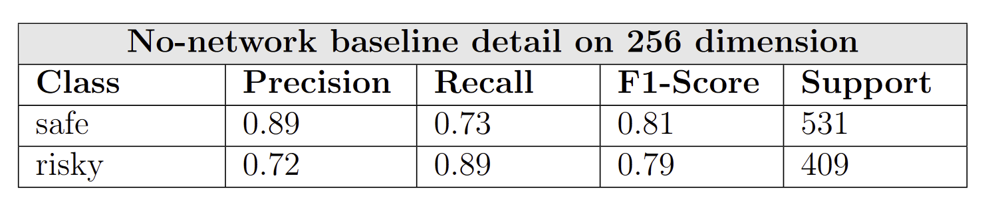 No-network baseline detail on 256 dimension
Class Precision Recall F1-Score Support
safe 0.89 0.73 0.81 531
risky 0.72 0.89 0.79 409